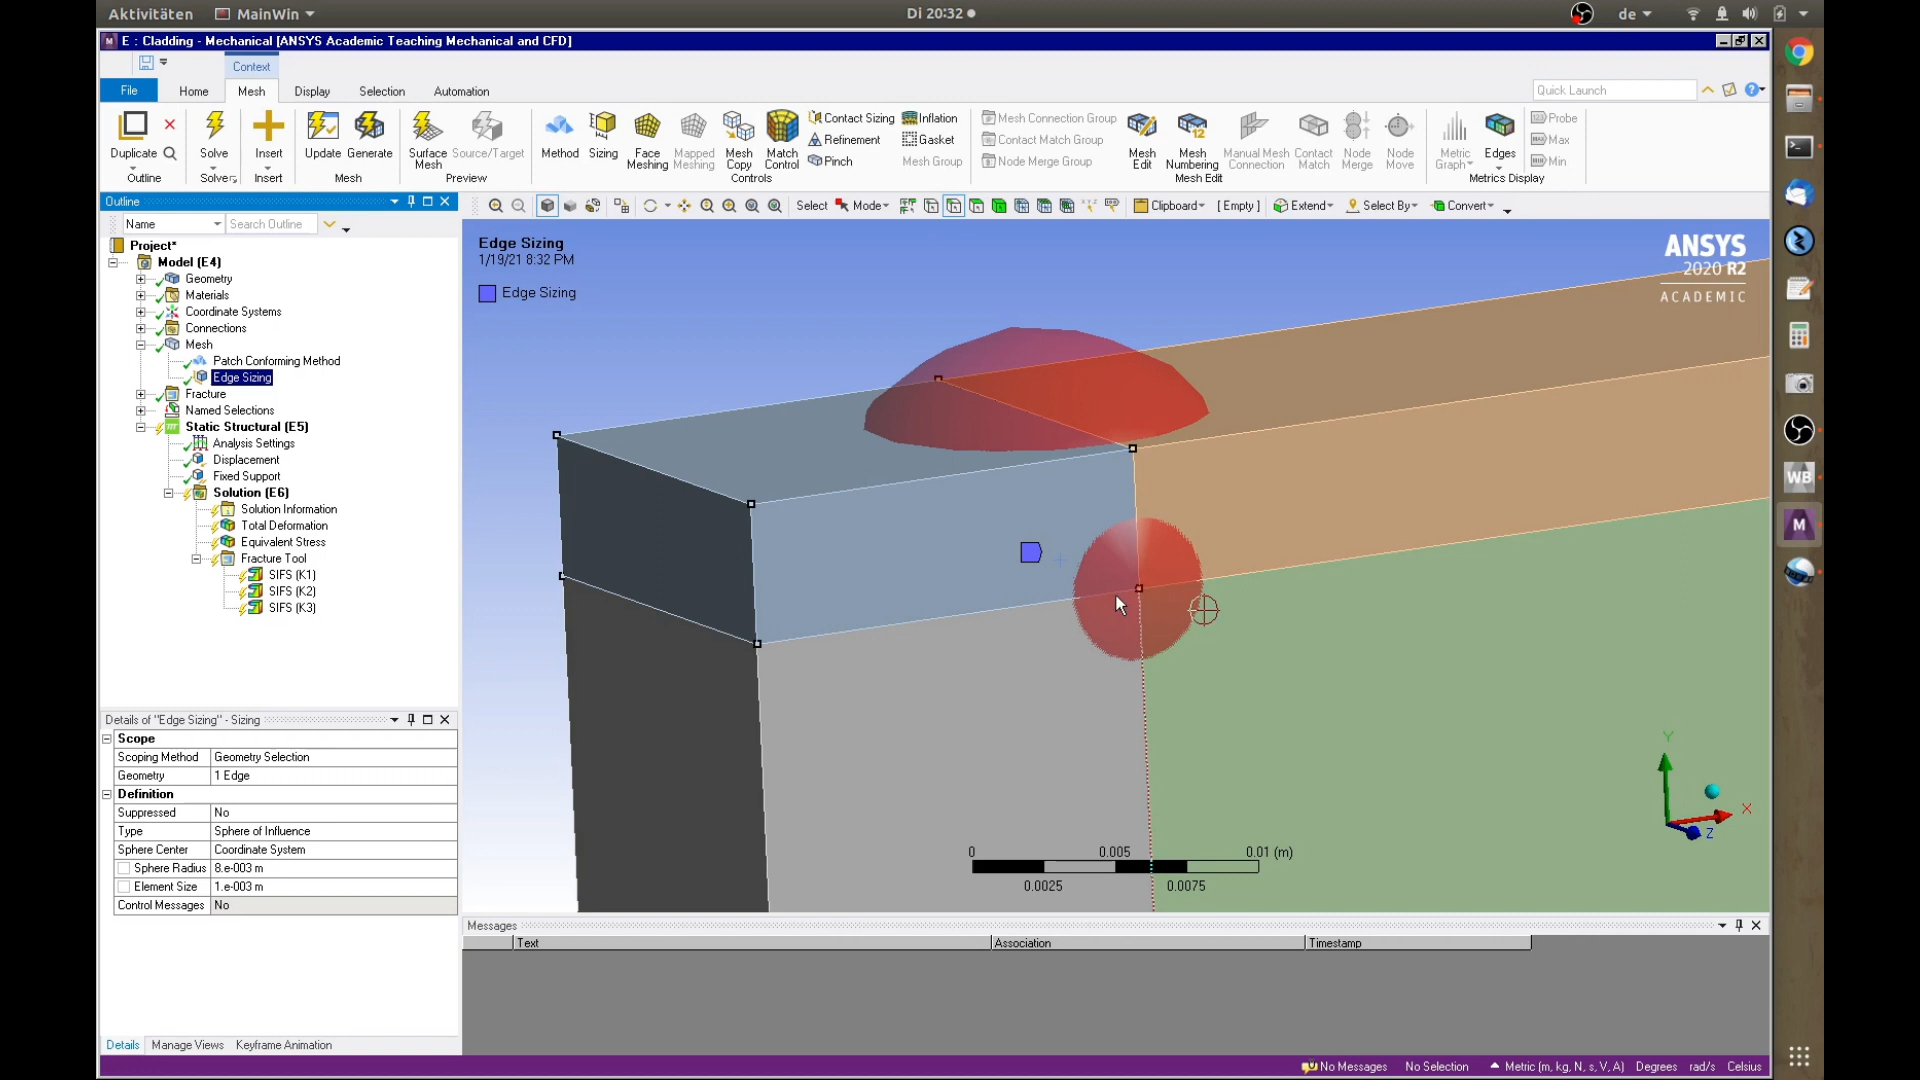 Aktivitäten MainWin Di 20:32 de
E : Cladding - Mechanical [ANSYS Academic Teaching Mechanical and CFD]
Context
File Home Mesh Display Selection Automation Quick Launch
Duplicate Solve Insert Update Generate Surface Mesh Source/Target Method Sizing Face Meshing Mapped Meshing Mesh Copy Match Control Contact Sizing Inflation Mesh Connection Group Mesh Edit Mesh Numbering Manual Mesh Connection Contact Match Node Merge Node Move Metric Graph Edges Probe
Refinement Gasket Contact Match Group Max
Pinch Mesh Group Node Merge Group Min
Outline Solve Insert Mesh Preview Controls Mesh Edit Metrics Display
Outline
Select Mode Clipboard [ Empty ] Extend Select By Convert
Name Search Outline
Project*
Model (E4)
Geometry
Materials
Coordinate Systems
Connections
Mesh
Patch Conforming Method
Edge Sizing
Fracture
Named Selections
Static Structural (E5)
Analysis Settings
Displacement
Fixed Support
Solution (E6)
Solution Information
Total Deformation
Equivalent Stress
Fracture Tool
SIFS (K1)
SIFS (K2)
SIFS (K3)
Edge Sizing
1/19/21 8:32 PM
Edge Sizing
ANSYS
2020 R2
ACADEMIC
Y
X
Z
0 0.005 0.01 (m)
0.0025 0.0075
Details of "Edge Sizing" - Sizing
Scope
Scoping Method Geometry Selection
Geometry 1 Edge
Definition
Suppressed No
Type Sphere of Influence
Sphere Center Coordinate System
Sphere Radius 8.e-003 m
Element Size 1.e-003 m
Control Messages No
Messages
Text Association Timestamp
Details Manage Views Keyframe Animation
No Messages No Selection Metric (m, kg, N, s, V, A) Degrees rad/s Celsius
WB
M